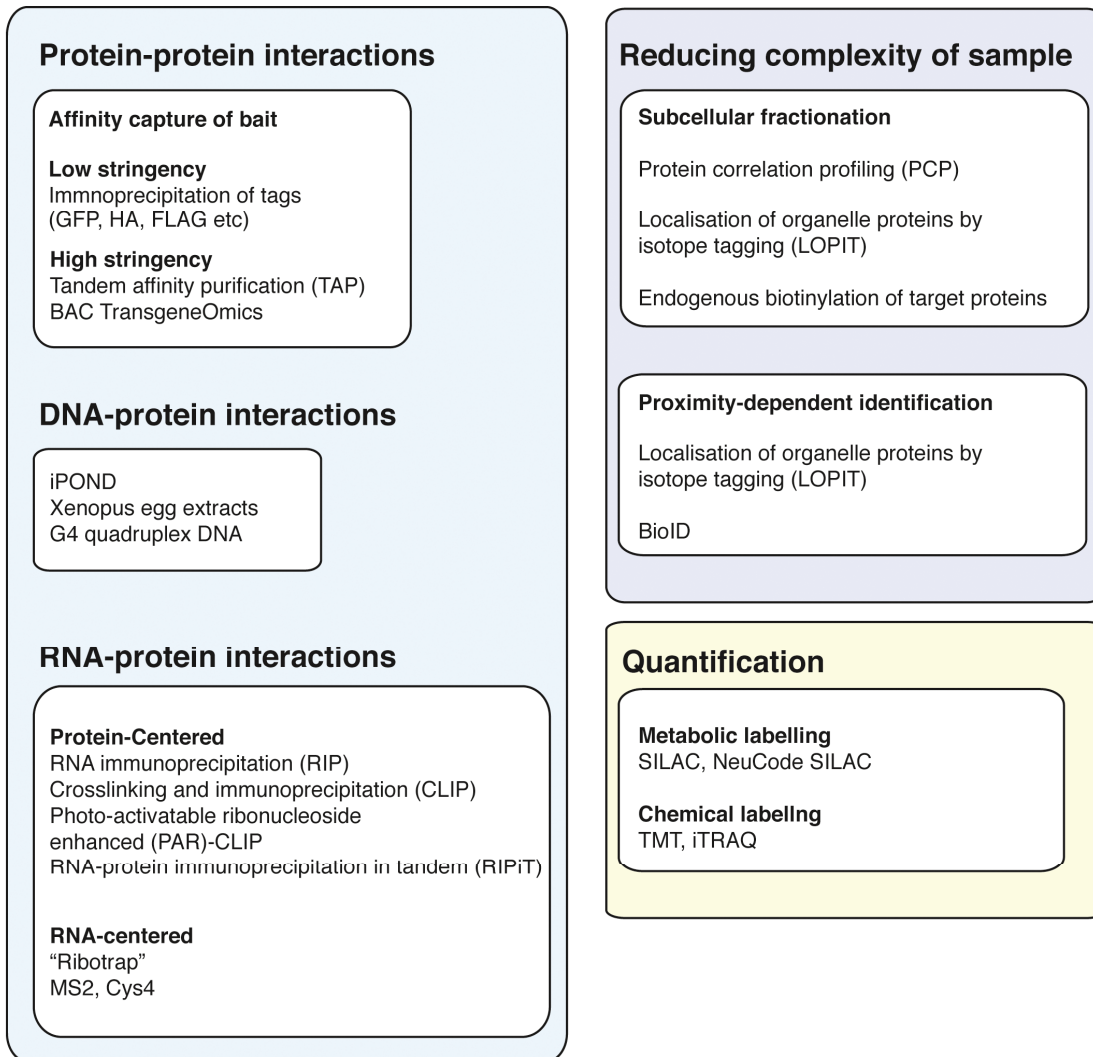 Protein-protein interactions
Affinity capture of bait
Low stringency
Immnoprecipitation of tags
(GFP, HA, FLAG etc)
High stringency
Tandem affinity purification (TAP)
BAC TransgeneOmics
DNA-protein interactions
iPOND
Xenopus egg extracts
G4 quadruplex DNA
RNA-protein interactions
Protein-Centered
RNA immunoprecipitation (RIP)
Crosslinking and immunoprecipitation (CLIP)
Photo-activatable ribonucleoside
enhanced (PAR)-CLIP
RNA-protein immunoprecipitation in tandem (RIPiT)
RNA-centered
“Ribotrap”
MS2, Cys4
Reducing complexity of sample
Subcellular fractionation
Protein correlation profiling (PCP)
Localisation of organelle proteins by
isotope tagging (LOPIT)
Endogenous biotinylation of target proteins
Proximity-dependent identification
Localisation of organelle proteins by
isotope tagging (LOPIT)
BioID
Quantification
Metabolic labelling
SILAC, NeuCode SILAC
Chemical labellng
TMT, iTRAQ